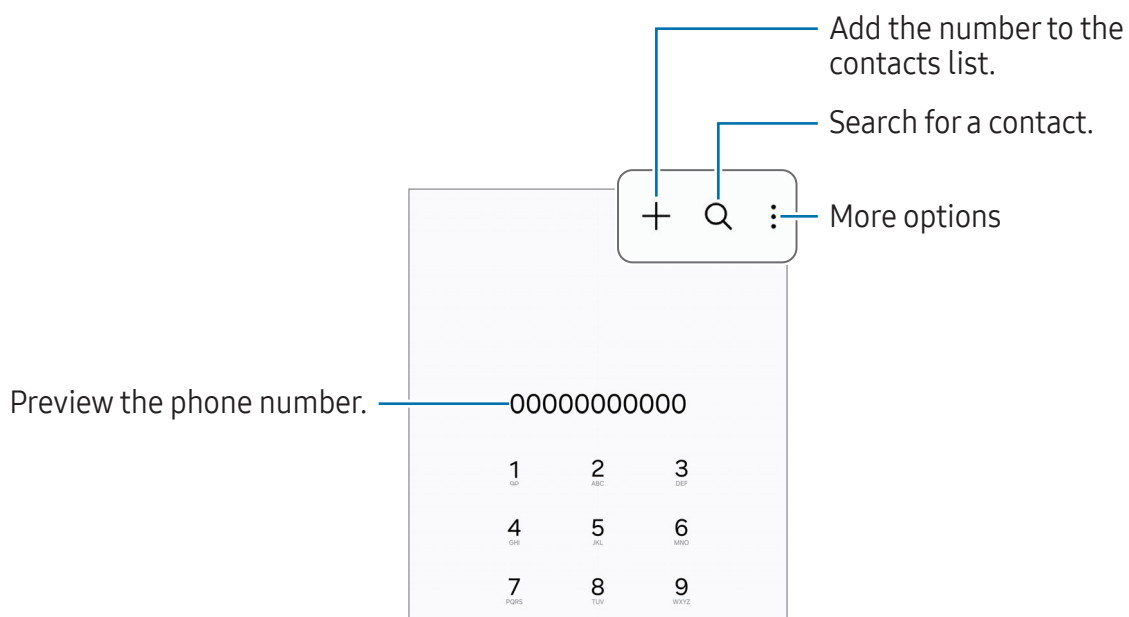 Add the number to the
contacts list.
Search for a contact.
More options
Preview the phone number.
00000000000
1 2 3
ABC DEF
4 5 6
GHI JKL MNO
7 8 9
PQRS TUV WXYZ